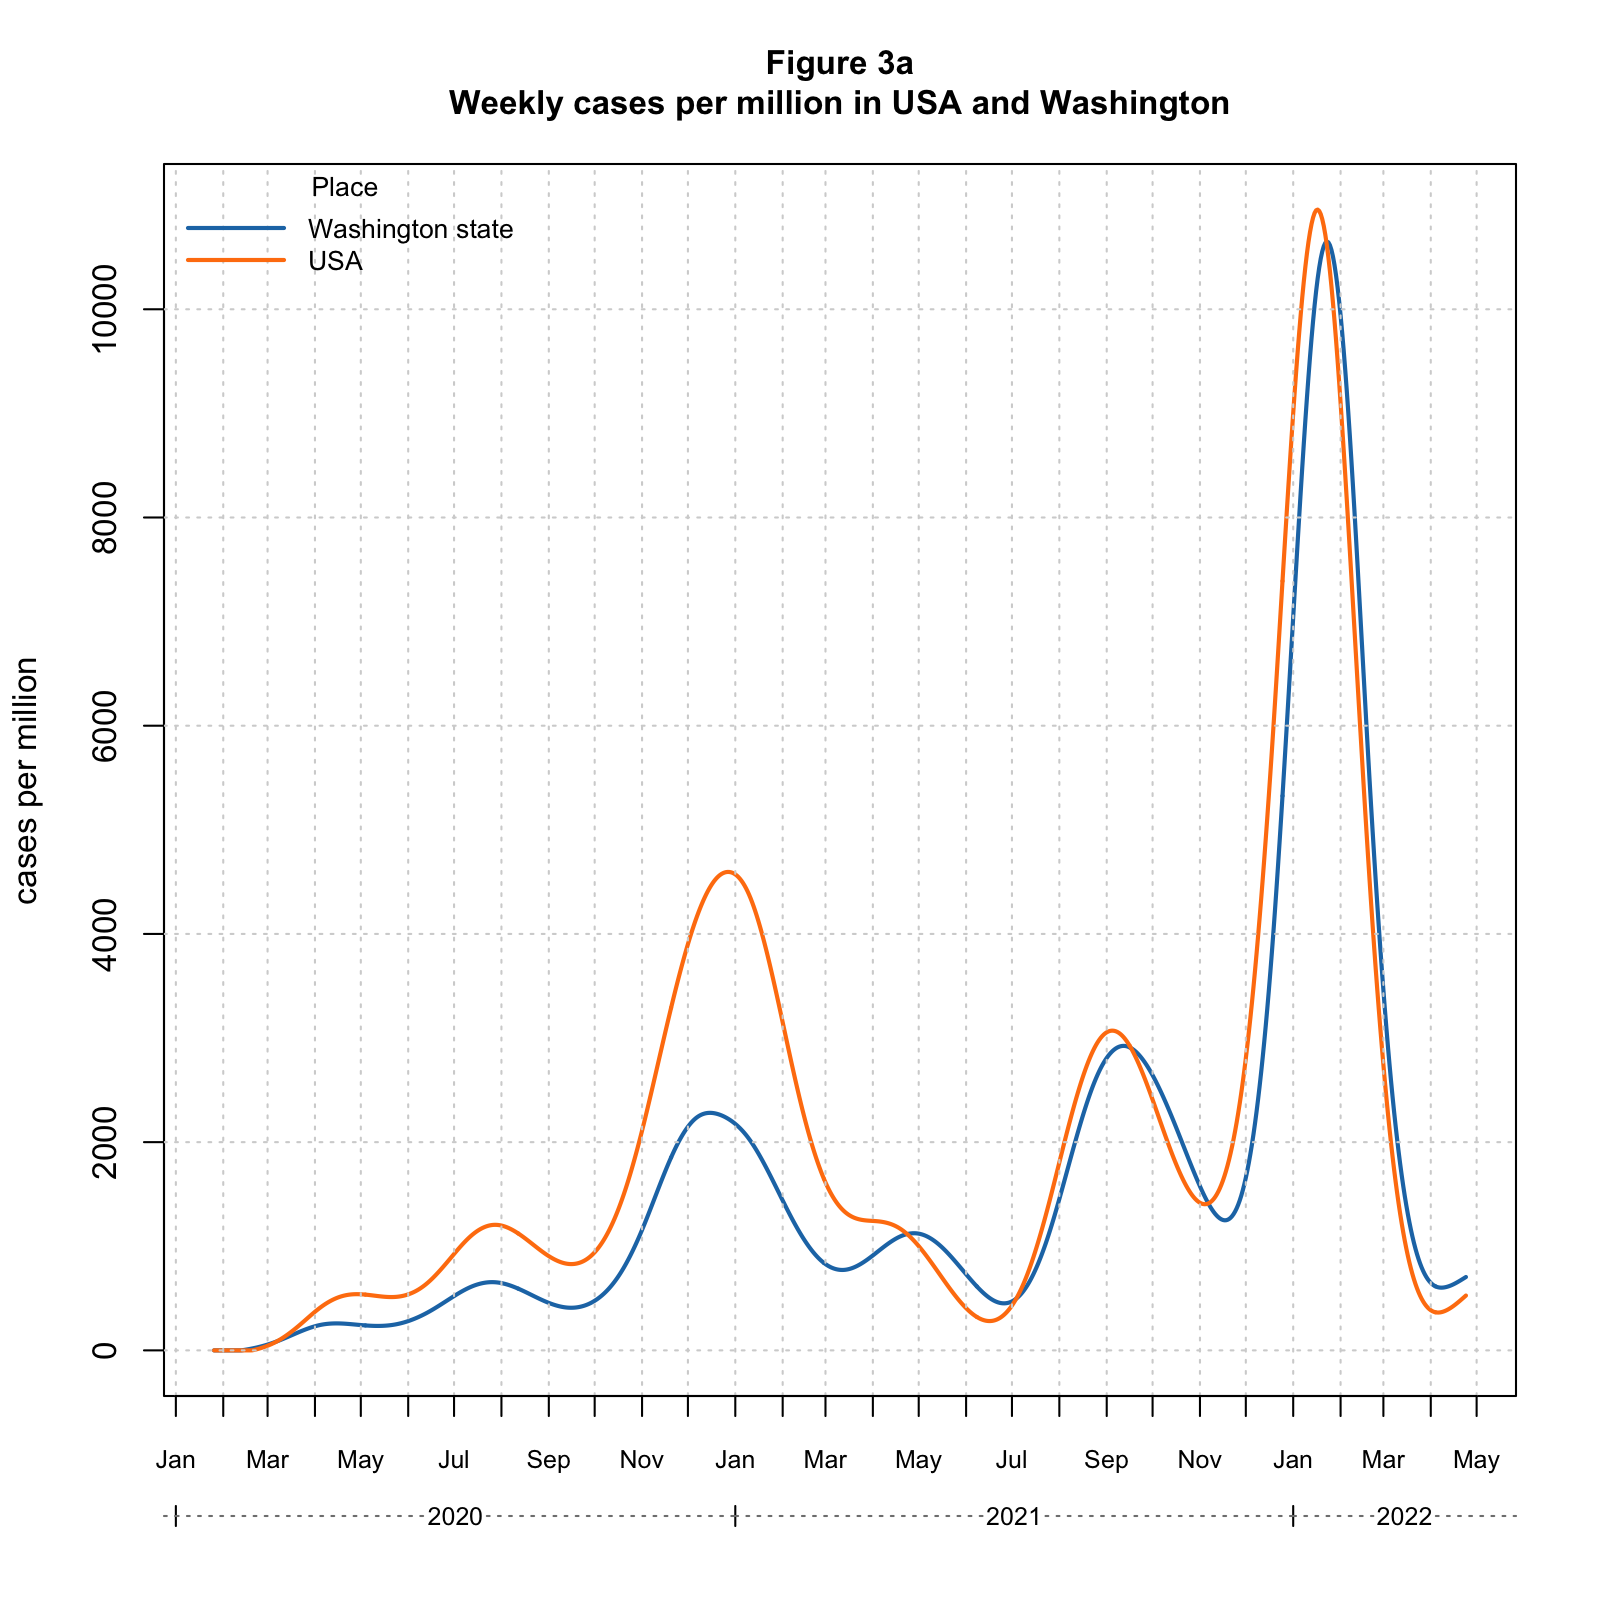 Figure 3a
Weekly cases per million in USA and Washington
Place
Washington state
USA
cases per million
10000
8000
6000
4000
2000
0
Jan Mar May Jul Sep Nov Jan Mar May Jul Sep Nov Jan Mar May
2020 2021 2022